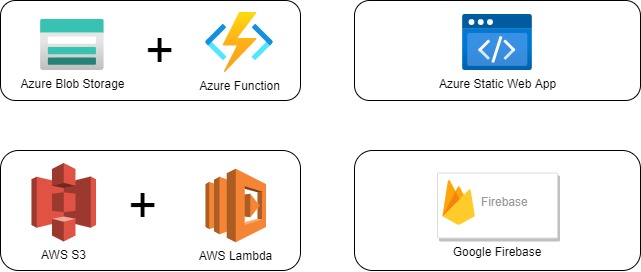 Azure Blob Storage
+
Azure Function
Azure Static Web App
AWS S3
+
AWS Lambda
Firebase
Google Firebase